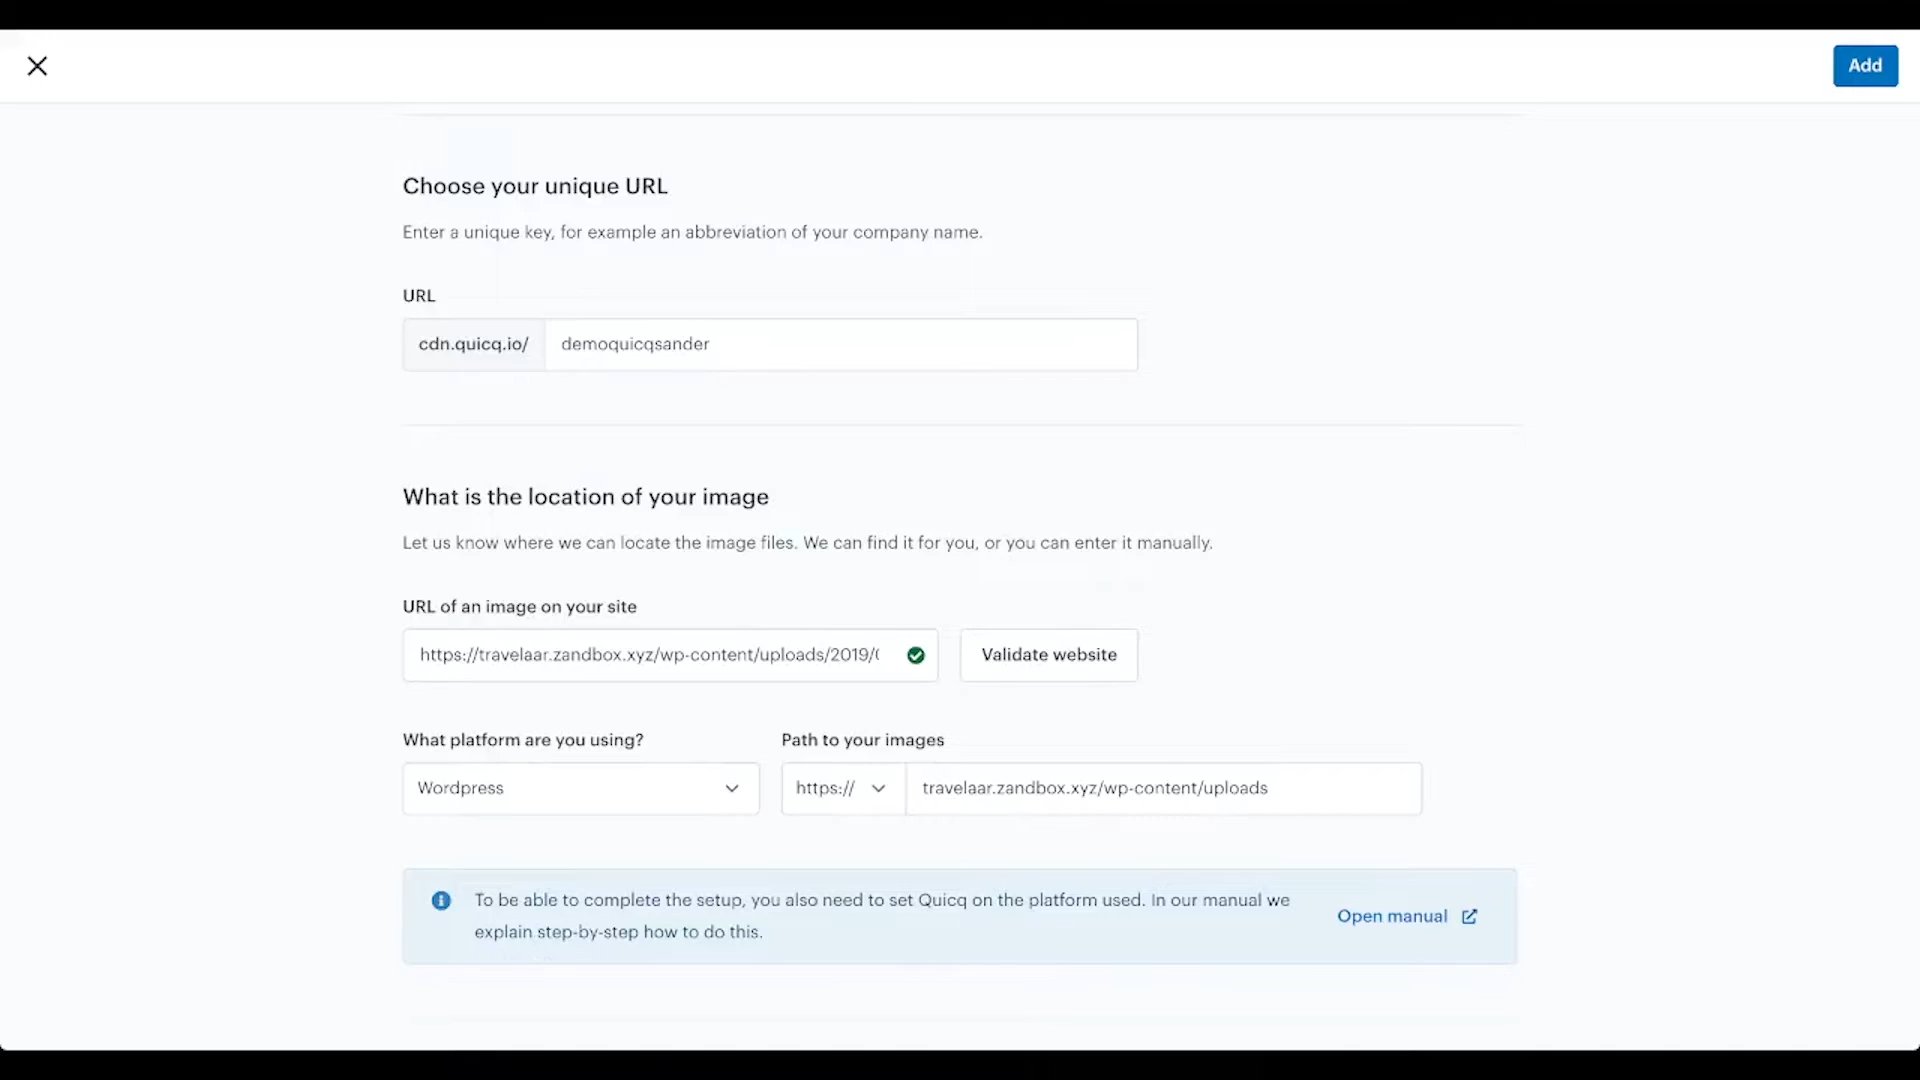 Add
Choose your unique URL
Enter a unique key, for example an abbreviation of your company name.
URL
cdn.quicq.io/ demoquicqsander
What is the location of your image
Let us know where we can locate the image files. We can find it for you, or you can enter it manually.
URL of an image on your site
https://travelaar.zandbox.xyz/wp-content/uploads/2019/ Validate website
What platform are you using? Path to your images
Wordpress https:// travelaar.zandbox.xyz/wp-content/uploads
To be able to complete the setup, you also need to set Quicq on the platform used. In our manual we
explain step-by-step how to do this.
Open manual